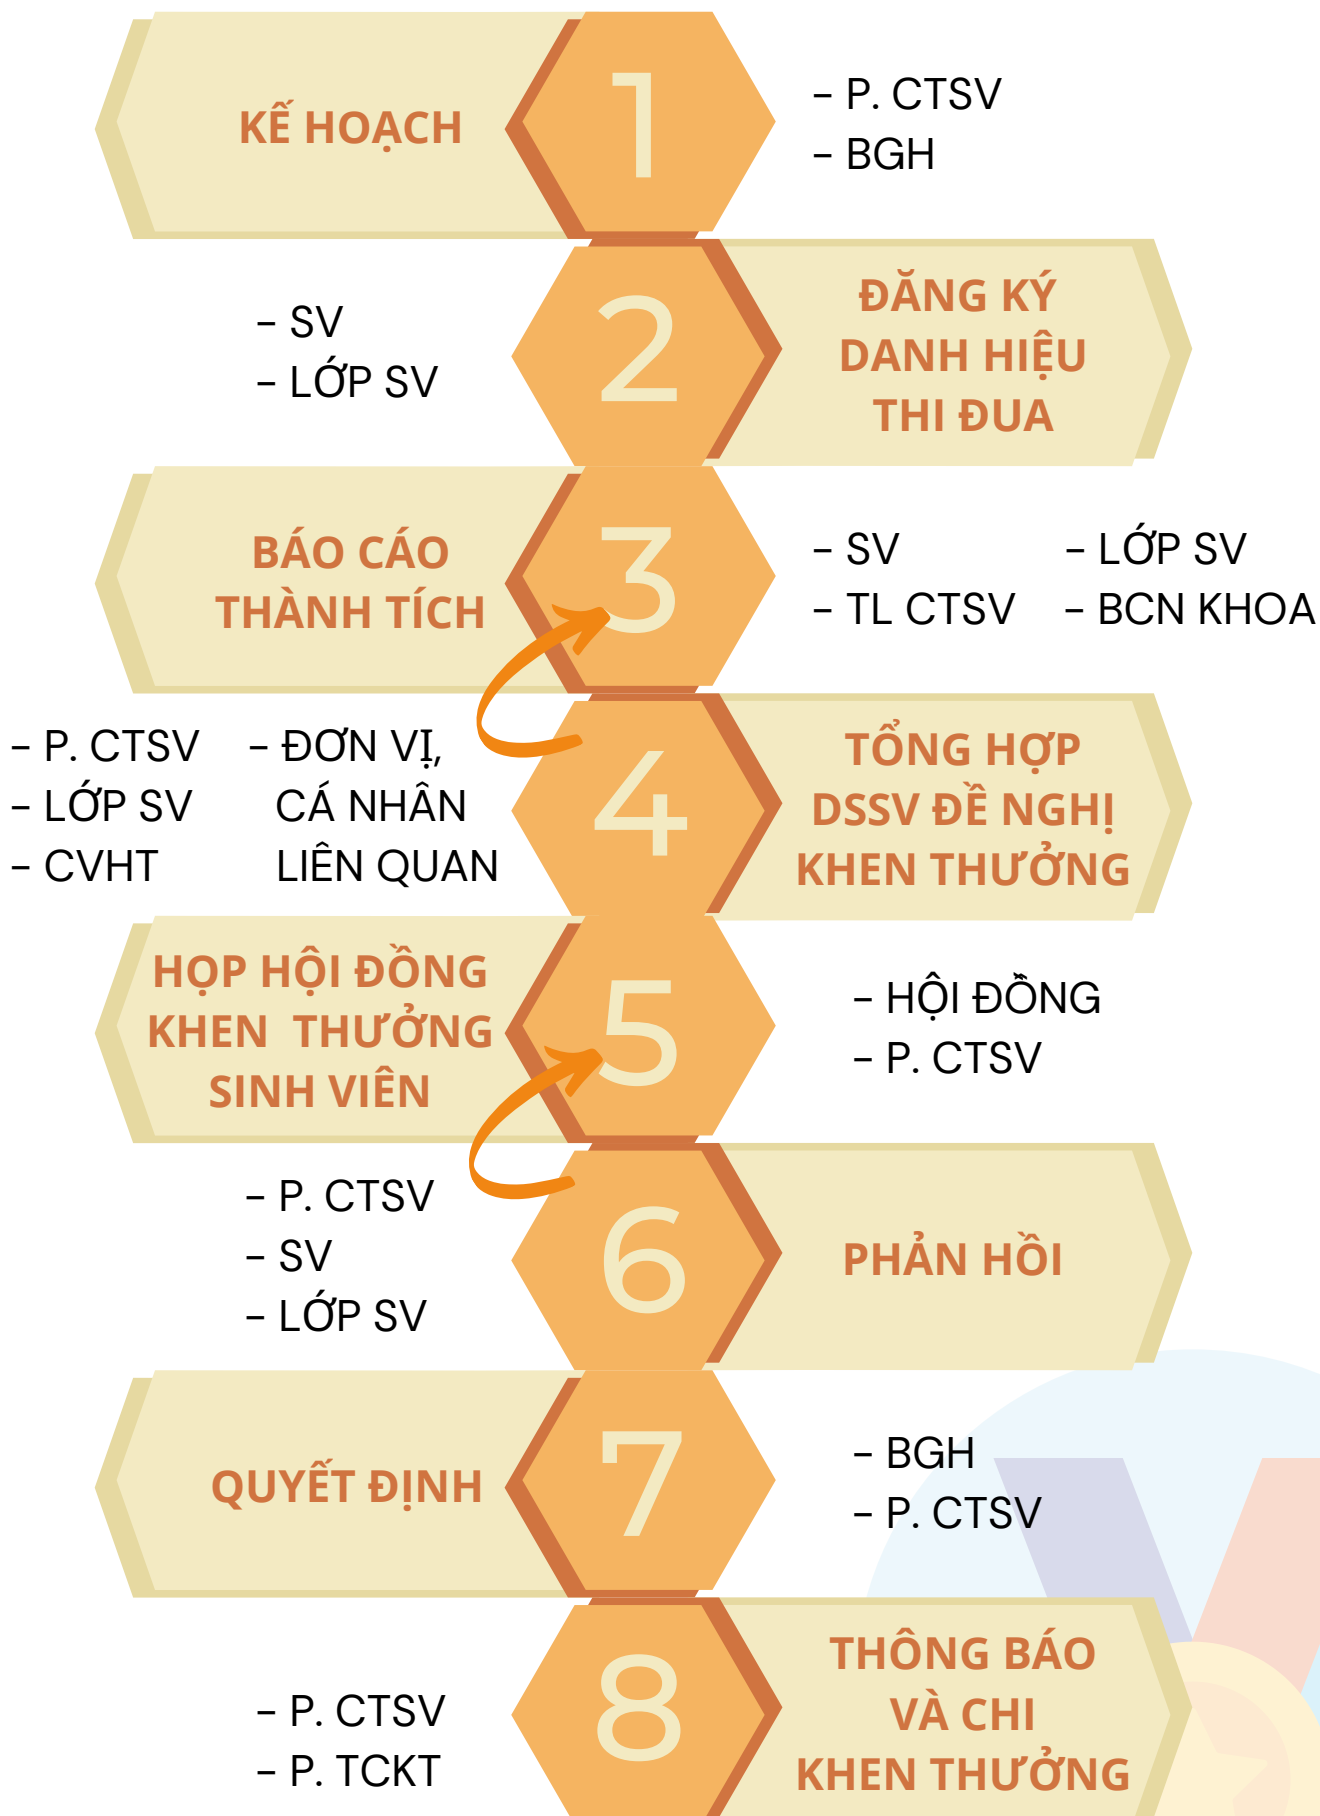 KẾ HOẠCH
1
– P. CTSV
– BGH
– SV
– LỚP SV
2
ĐĂNG KÝ
DANH HIỆU
THI ĐUA
BÁO CÁO
THÀNH TÍCH
3
– SV
– TL CTSV
– LỚP SV
– BCN KHOA
– P. CTSV
– LỚP SV
– CVHT
– ĐƠN VỊ,
CÁ NHÂN
LIÊN QUAN
4
TỔNG HỢP
DSSV ĐỀ NGHỊ
KHEN THƯỞNG
HỌP HỘI ĐỒNG
KHEN THƯỞNG
SINH VIÊN
5
– HỘI ĐỒNG
– P. CTSV
– P. CTSV
– SV
– LỚP SV
6
PHẢN HỒI
QUYẾT ĐỊNH
7
– BGH
– P. CTSV
– P. CTSV
– P. TCKT
8
THÔNG BÁO
VÀ CHI
KHEN THƯỞNG